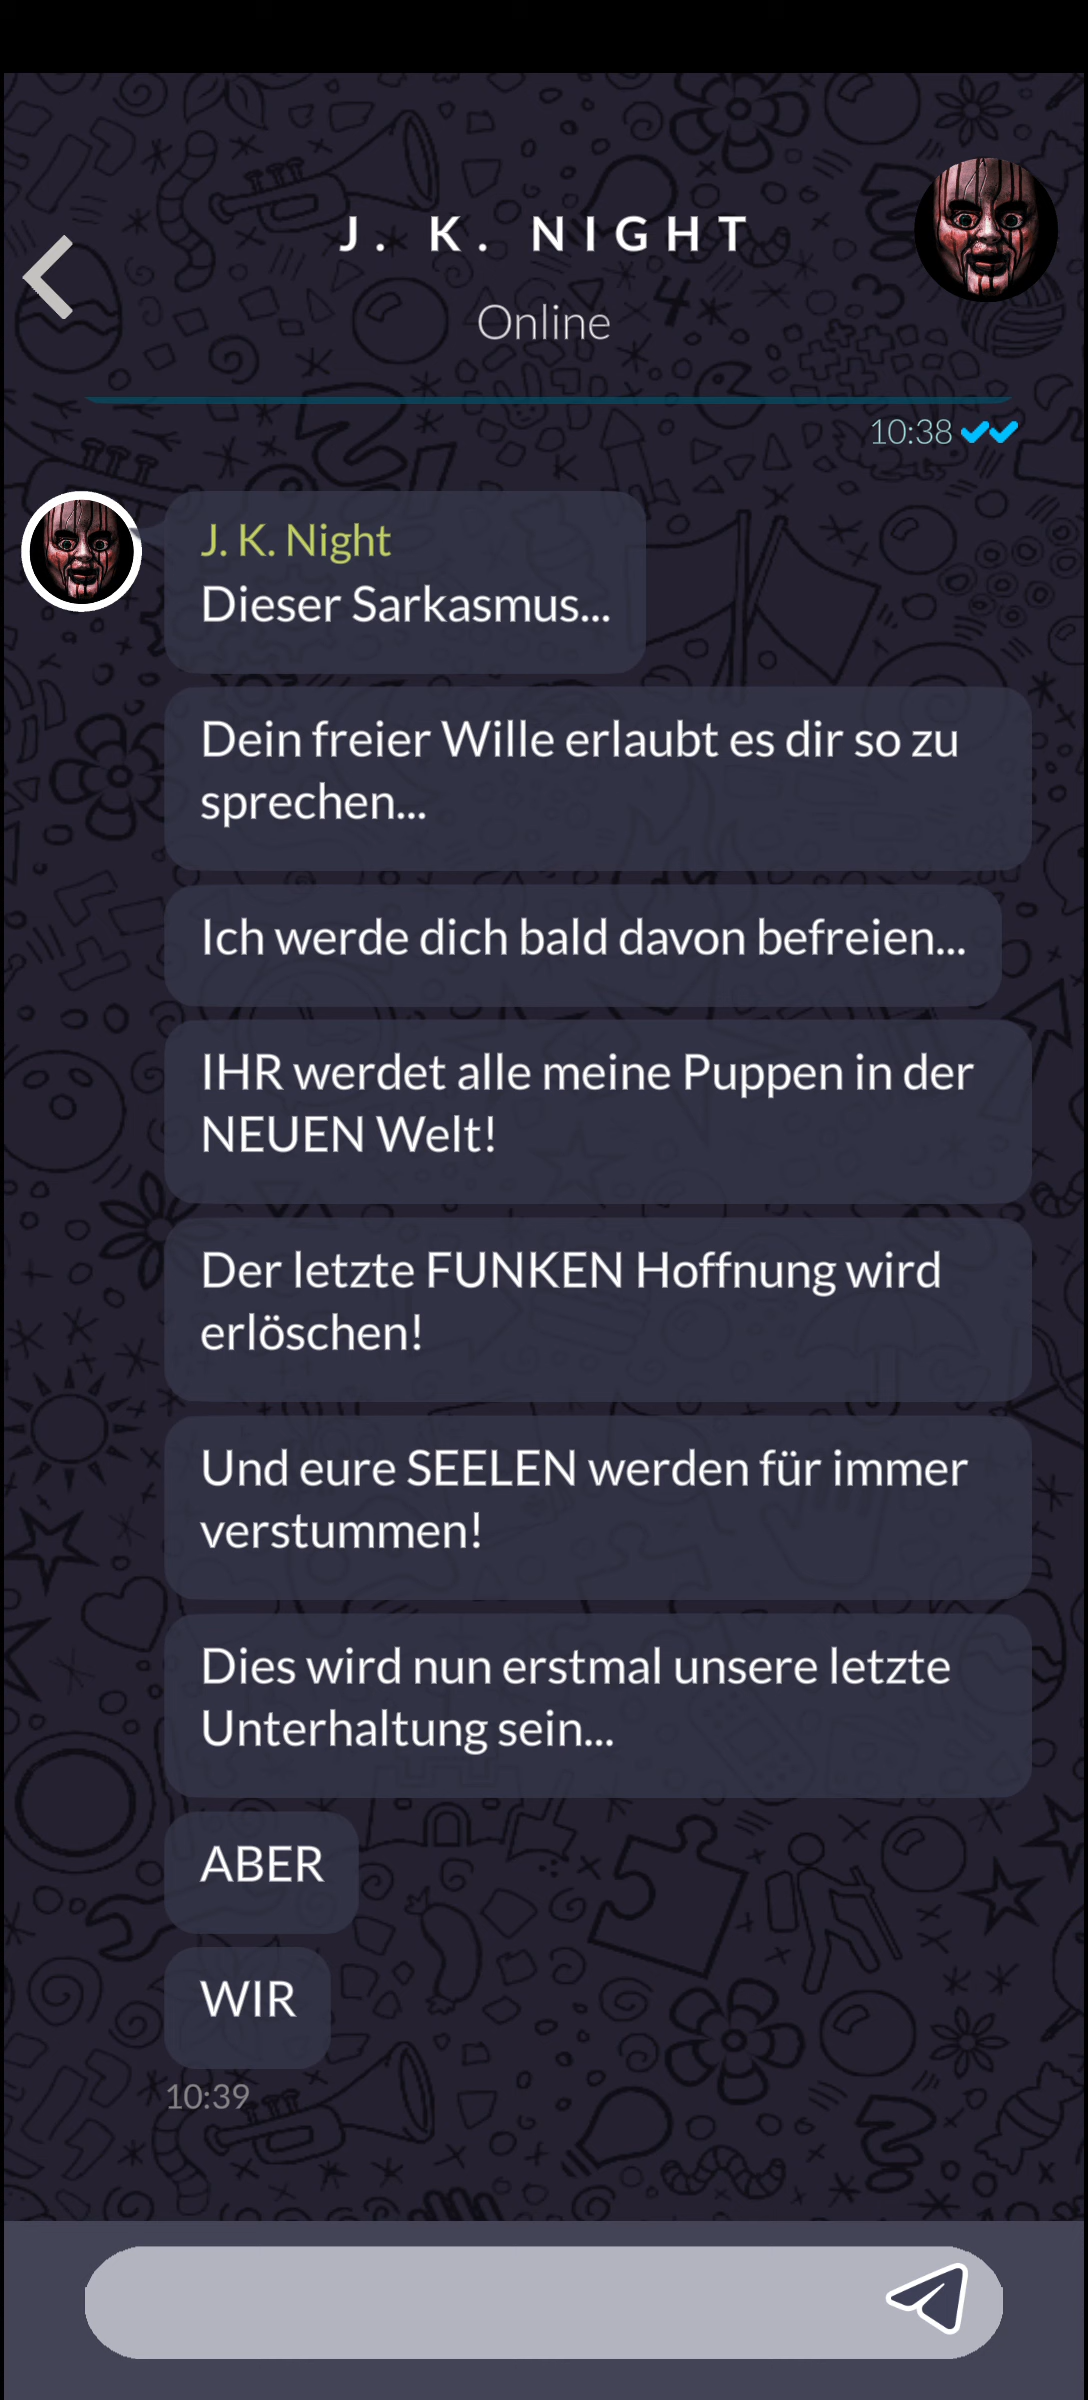 J. K. NIGHT
Online
10:38
J. K. Night
Dieser Sarkasmus...
Dein freier Wille erlaubt es dir so zu
sprechen...
Ich werde dich bald davon befreien...
IHR werdet alle meine Puppen in der
NEUEN Welt!
Der letzte FUNKEN Hoffnung wird
erlöschen!
Und eure SEELEN werden für immer
verstummen!
Dies wird nun erstmal unsere letzte
Unterhaltung sein...
ABER
WIR
10:39